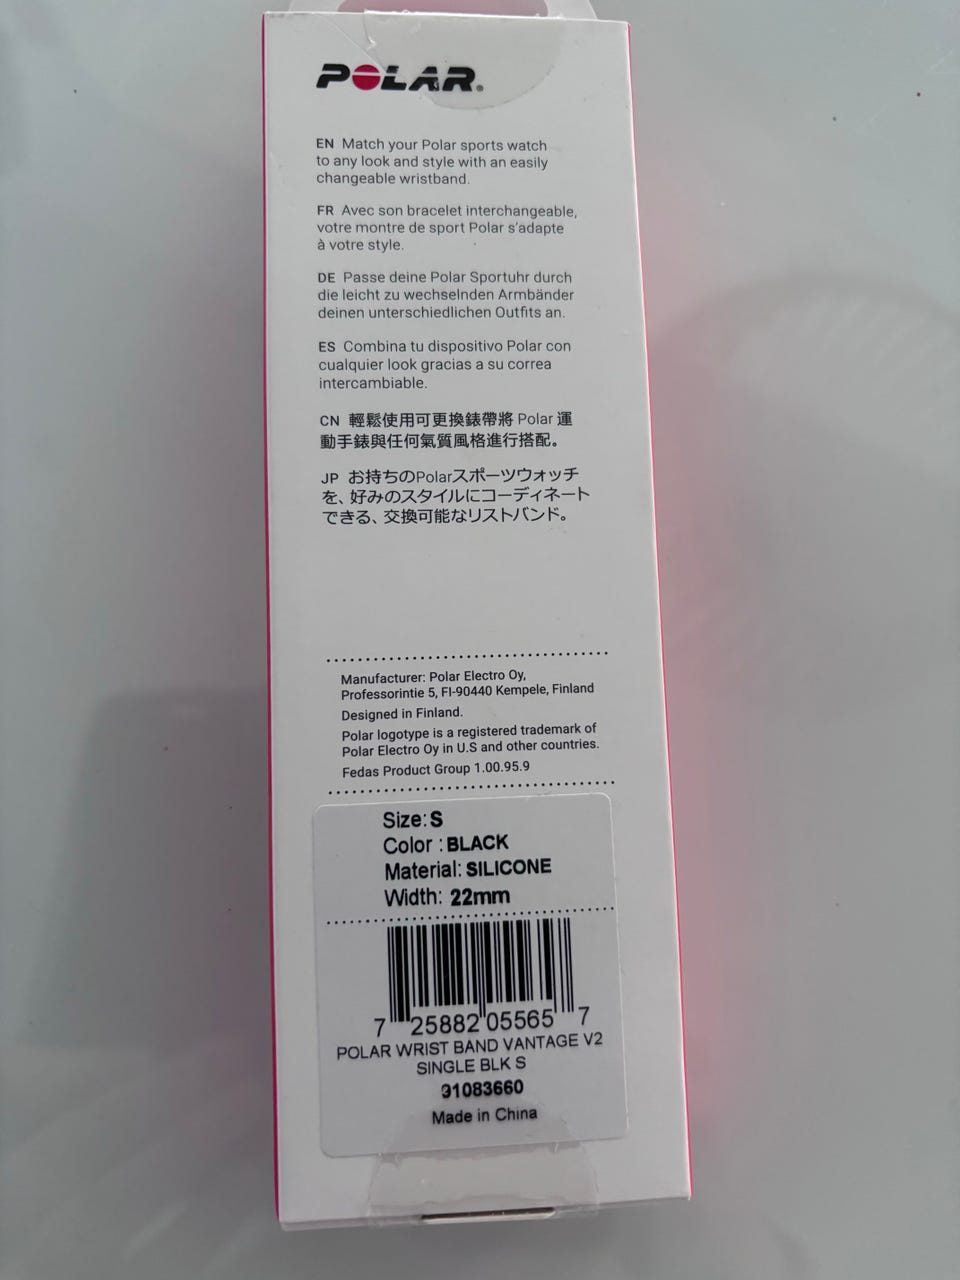 POLAR®
EN Match your Polar sports watch
to any look and style with an easily
changeable wristband.
FR Avec son bracelet interchangeable,
votre montre de sport Polar s'adapte
à votre style.
DE Passe deine Polar Sportuhr durch
die leicht zu wechselnden Armbänder
deinen unterschiedlichen Outfits an.
ES Combina tu dispositivo Polar con
cualquier look gracias a su correa
intercambiable.
CN 輕鬆使用可更換錶帶將 Polar 運
動手錶與任何氣質風格進行搭配。
JP お持ちのPolarスポーツウォッチ
を、好みのスタイルにコーディネート
できる、交換可能なリストバンド。
Manufacturer: Polar Electro Oy,
Professorintie 5, FI-90440 Kempele, Finland
Designed in Finland.
Polar logotype is a registered trademark of
Polar Electro Oy in U.S and other countries.
Fedas Product Group 1.00.95.9
Size: S
Color : BLACK
Material: SILICONE
Width: 22mm
7 25882 05565 7
POLAR WRIST BAND VANTAGE V2
SINGLE BLK S
91083660
Made in China